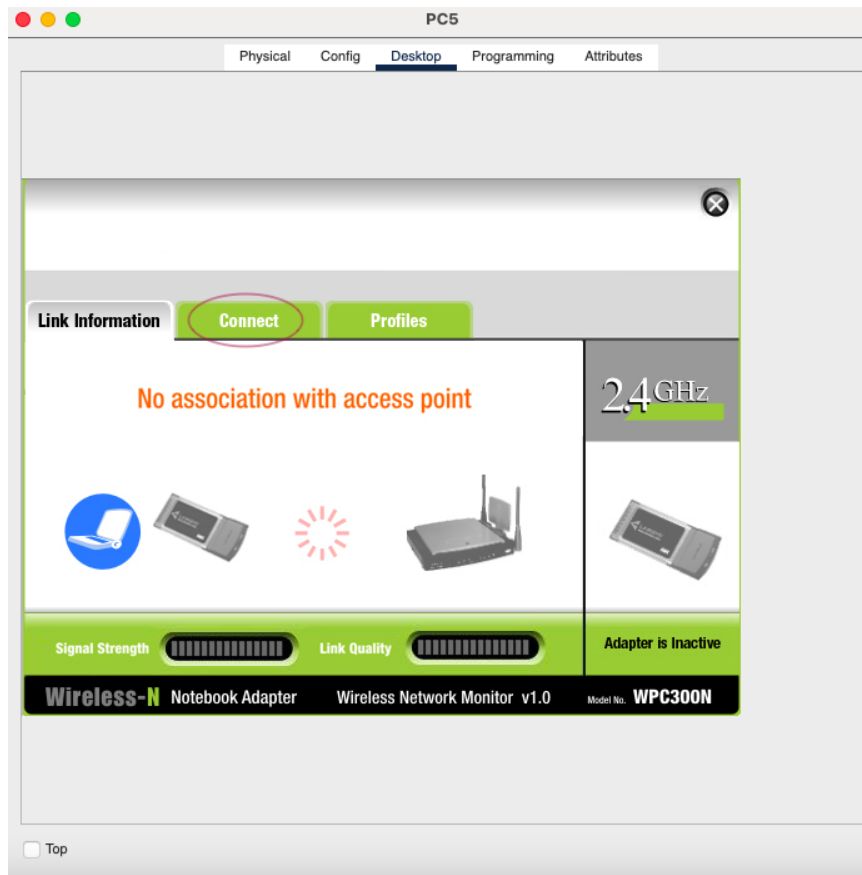 PC5
Physical Config Desktop Programming Attributes
Link Information Connect Profiles
No association with access point
2.4GHz
Signal Strength Link Quality Adapter is Inactive
Wireless-N Notebook Adapter Wireless Network Monitor v1.0 Model No. WPC300N
Top